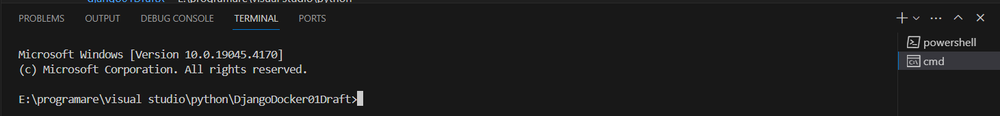 PROBLEMS OUTPUT DEBUG CONSOLE TERMINAL PORTS
Microsoft Windows [Version 10.0.19045.4170]
(c) Microsoft Corporation. All rights reserved.
E:\programare\visual studio\python\DjangoDocker01Draft>
powershell
cmd